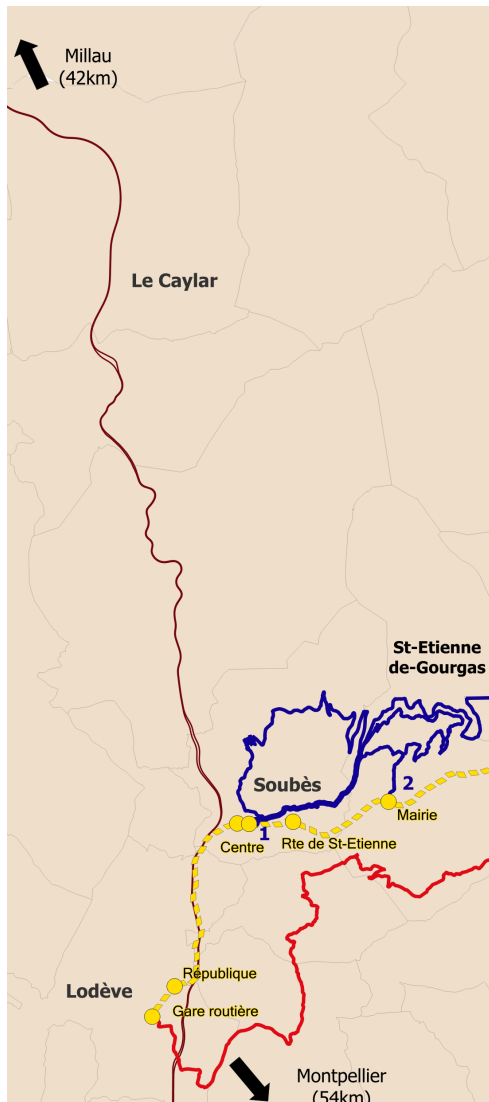 Millau
(42km)
Le Caylar
St-Etienne
de-Gourgas
Soubès
2
Mairie
1
Centre
Rte de St-Etienne
République
Lodève
Gare routière
Montpellier
(54km)